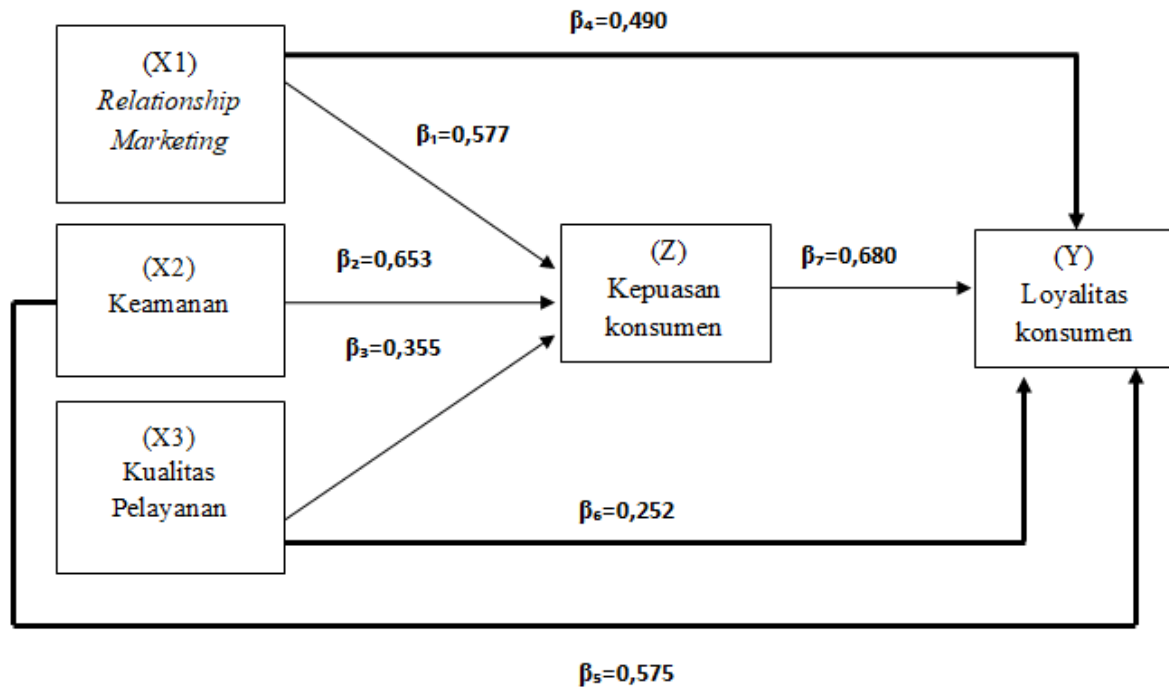 β₄=0,490
(X1)
Relationship
Marketing
β₁=0,577
(X2)
Keamanan
β₂=0,653
β₃=0,355
(Z)
Kepuasan
konsumen
β₇=0,680
(Y)
Loyalitas
konsumen
(X3)
Kualitas
Pelayanan
β₆=0,252
β₅=0,575